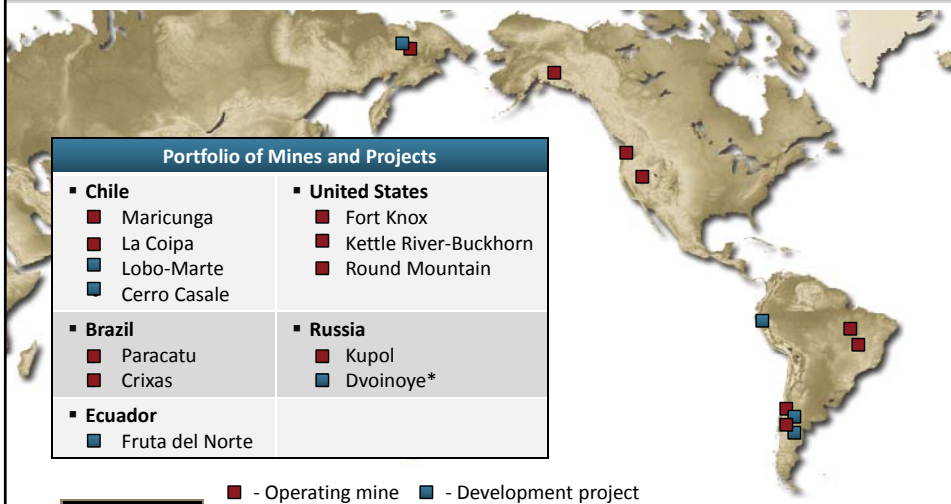 Portfolio of Mines and Projects
▪ Chile
Maricunga
La Coipa
Lobo-Marte
Cerro Casale
▪ United States
Fort Knox
Kettle River-Buckhorn
Round Mountain
▪ Brazil
Paracatu
Crixas
▪ Russia
Kupol
Dvoinoye*
▪ Ecuador
Fruta del Norte
- Operating mine - Development project